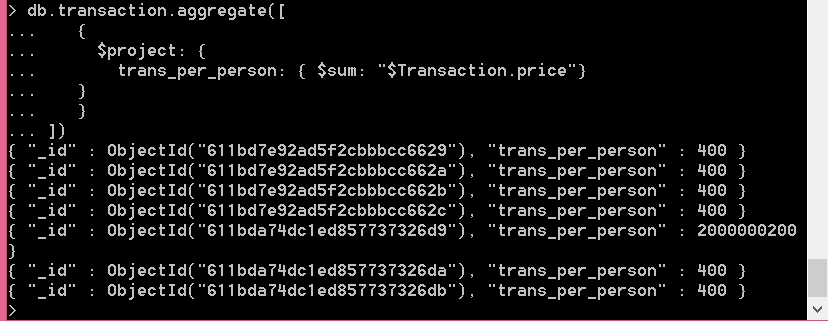 > db.transaction.aggregate([
...    {
...      $project: {
...        trans_per_person: { $sum: "$Transaction.price"}
...    }
...    }
... ])
{ "_id" : ObjectId("611bd7e92ad5f2cbbbcc6629"), "trans_per_person" : 400 }
{ "_id" : ObjectId("611bd7e92ad5f2cbbbcc662a"), "trans_per_person" : 400 }
{ "_id" : ObjectId("611bd7e92ad5f2cbbbcc662b"), "trans_per_person" : 400 }
{ "_id" : ObjectId("611bd7e92ad5f2cbbbcc662c"), "trans_per_person" : 400 }
{ "_id" : ObjectId("611bda74dc1ed857737326d9"), "trans_per_person" : 2000000200
}
{ "_id" : ObjectId("611bda74dc1ed857737326da"), "trans_per_person" : 400 }
{ "_id" : ObjectId("611bda74dc1ed857737326db"), "trans_per_person" : 400 }
>